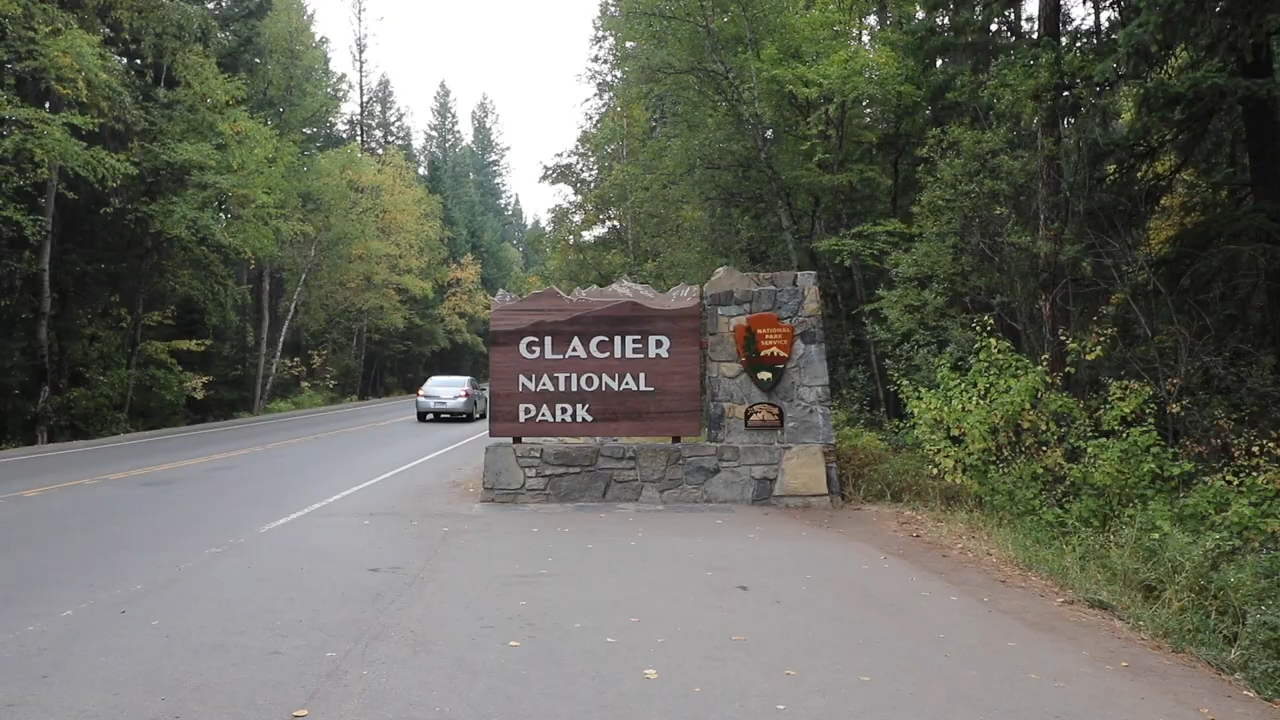 GLACIER
NATIONAL
PARK
NATIONAL
PARK
SERVICE